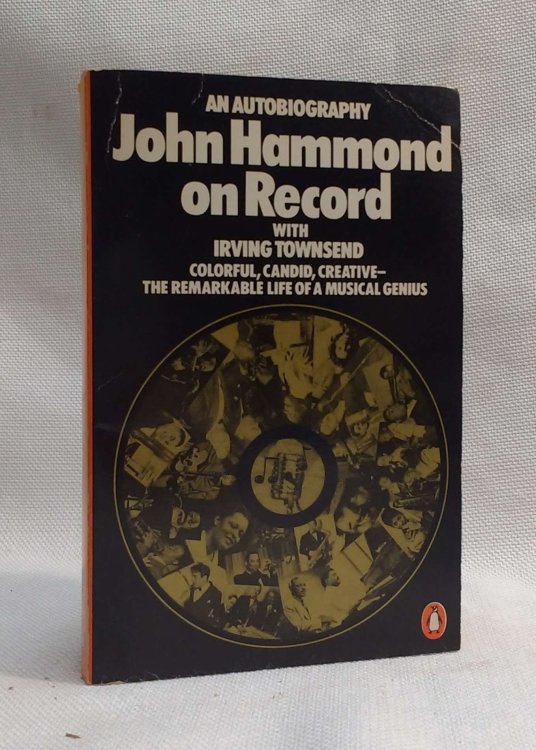 AN AUTOBIOGRAPHY
John Hammond
on Record
WITH
IRVING TOWNSEND
COLORFUL, CANDID, CREATIVE—
THE REMARKABLE LIFE OF A MUSICAL GENIUS